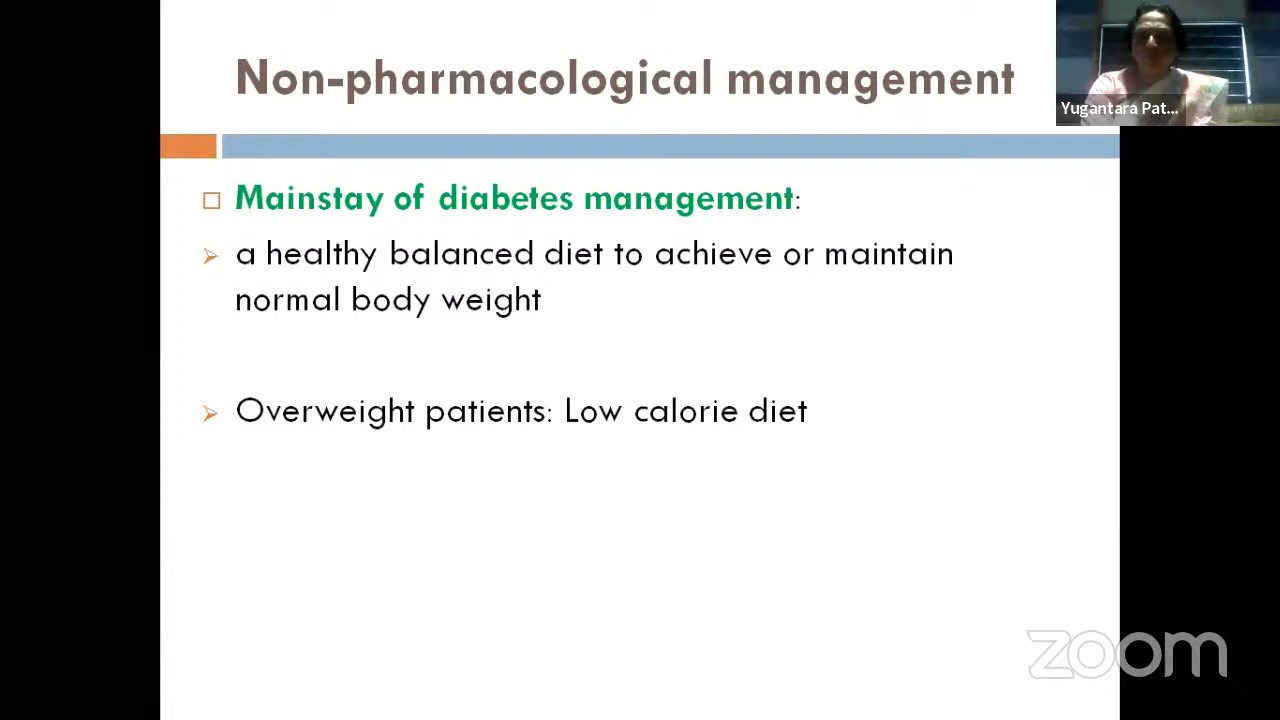 Non-pharmacological management
Yugantara Pat...
Mainstay of diabetes management:
a healthy balanced diet to achieve or maintain
normal body weight
Overweight patients: Low calorie diet
zoom